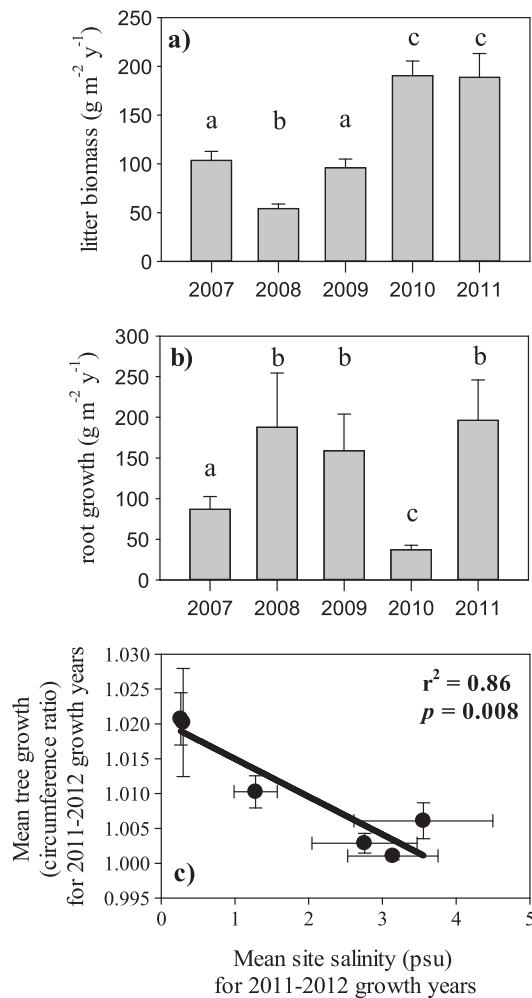 a)
litter biomass (g m⁻² y⁻¹)
250
200
150
100
50
0
a
b
a
c
c
2007 2008 2009 2010 2011
b)
root growth (g m⁻² y⁻¹)
300
250
200
150
100
50
0
a
b
b
c
b
2007 2008 2009 2010 2011
Mean tree growth
(circumference ratio)
for 2011-2012 growth years
1.030
1.025
1.020
1.015
1.010
1.005
1.000
0.995
r² = 0.86
p = 0.008
c)
0 1 2 3 4 5
Mean site salinity (psu)
for 2011-2012 growth years